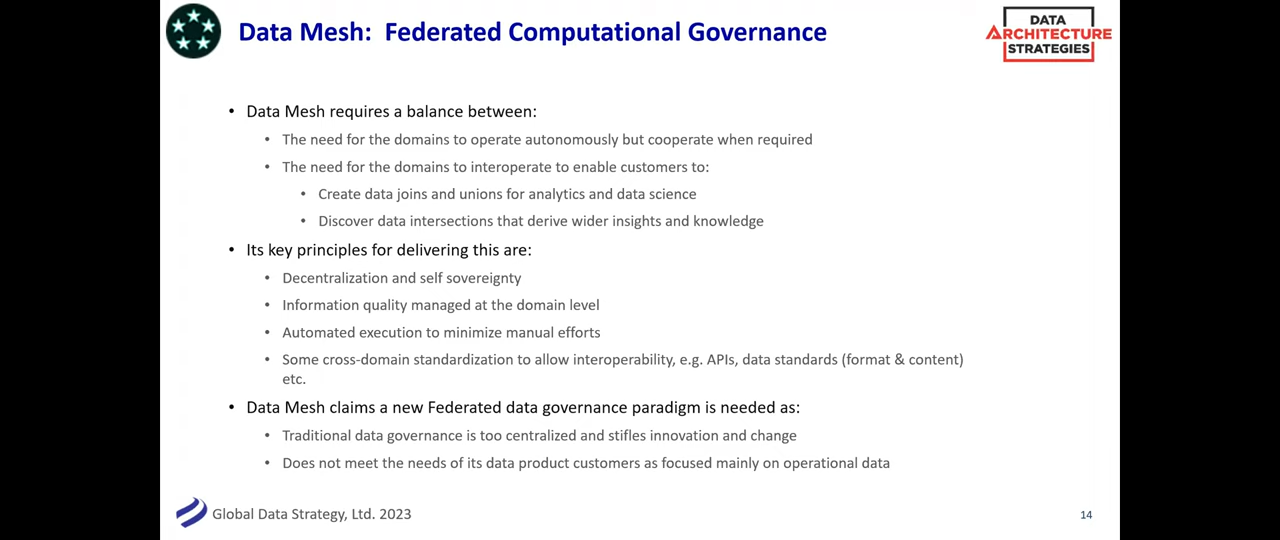 Data Mesh: Federated Computational Governance
DATA
ARCHITECTURE
STRATEGIES
• Data Mesh requires a balance between:
• The need for the domains to operate autonomously but cooperate when required
• The need for the domains to interoperate to enable customers to:
• Create data joins and unions for analytics and data science
• Discover data intersections that derive wider insights and knowledge
• Its key principles for delivering this are:
• Decentralization and self sovereignty
• Information quality managed at the domain level
• Automated execution to minimize manual efforts
• Some cross-domain standardization to allow interoperability, e.g. APIs, data standards (format & content)
etc.
• Data Mesh claims a new Federated data governance paradigm is needed as:
• Traditional data governance is too centralized and stifles innovation and change
• Does not meet the needs of its data product customers as focused mainly on operational data
Global Data Strategy, Ltd. 2023
14